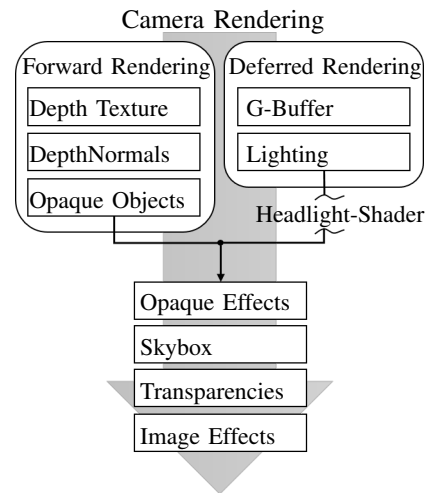 Camera Rendering
Forward Rendering
Depth Texture
DepthNormals
Opaque Objects
Deferred Rendering
G-Buffer
Lighting
Headlight-Shader
Opaque Effects
Skybox
Transparencies
Image Effects